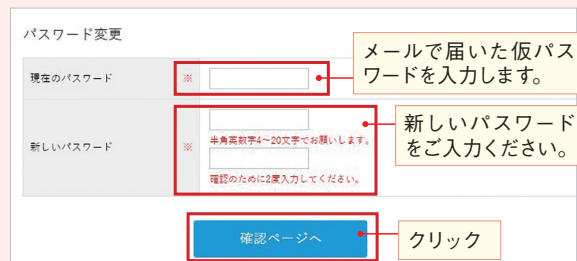 パスワード変更
メールで届いた仮パス
ワードを入力します。
現在のパスワード ※
新しいパスワード
をご入力ください。
半角英数字4～20文字でお願いします。
新しいパスワード ※
確認のために2度入力してください。
確認ページへ
クリック